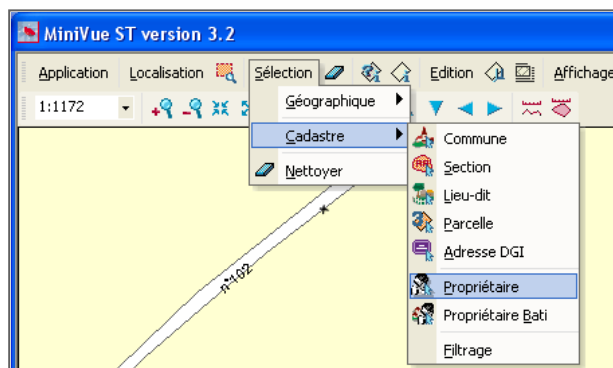 MiniVue ST version 3.2
Application Localisation Sélection Edition Affichage
1:1172
Géographique
Cadastre
Nettoyer
Commune
Section
Lieu-dit
Parcelle
Adresse DGI
Propriétaire
Propriétaire Bati
Filtrage
n°102